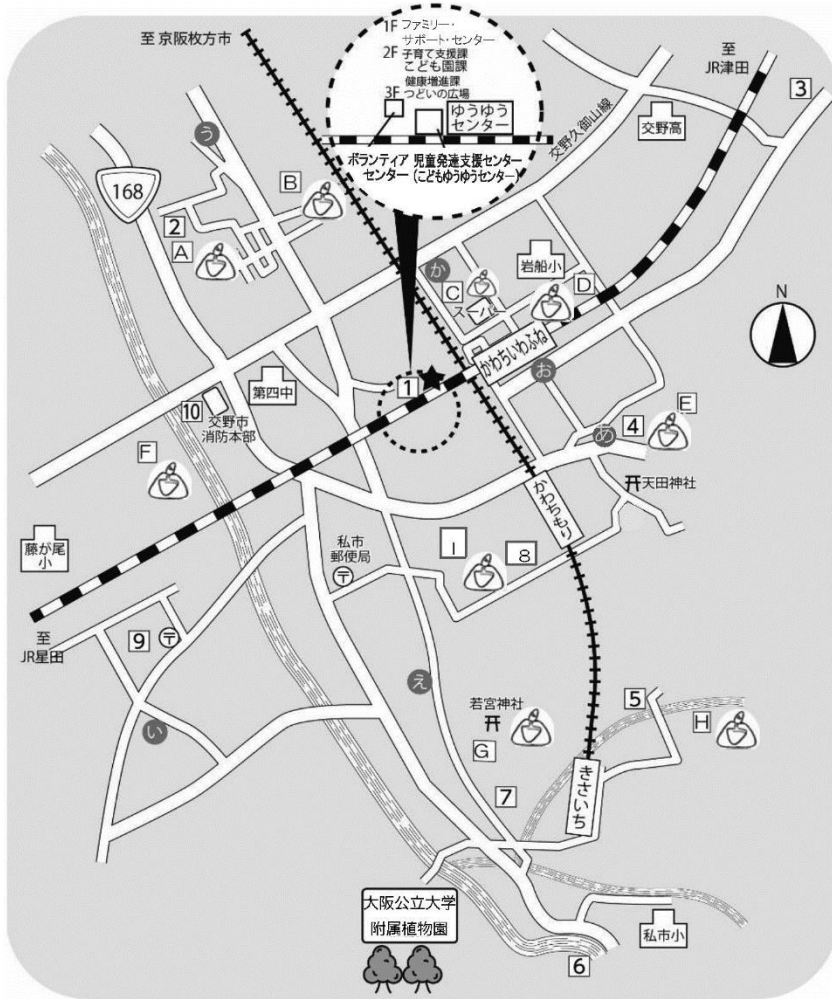 至 京阪枚方市
1F ファミリー・
サポート・センター
2F 子育て支援課
こども園課
健康増進課
3F つどいの広場
ゆうゆう
センター
ボランティア
センター
児童発達支援センター
(こどもゆうゆうセンター)
交野久御山線
至
JR津田
3
交野高
う
168
B
2
A
か
C
スーパー
岩船小
D
N
かわちいわふね
1
お
第四中
10
交野市
消防本部
あ
4
E
F
天田神社
かわちもり
藤が尾
小
私市
郵便局
〒
I
8
至
JR星田
9
〒
え
い
若宮神社
G
5
H
7
きさいち
大阪公立大学
附属植物園
私市小
6